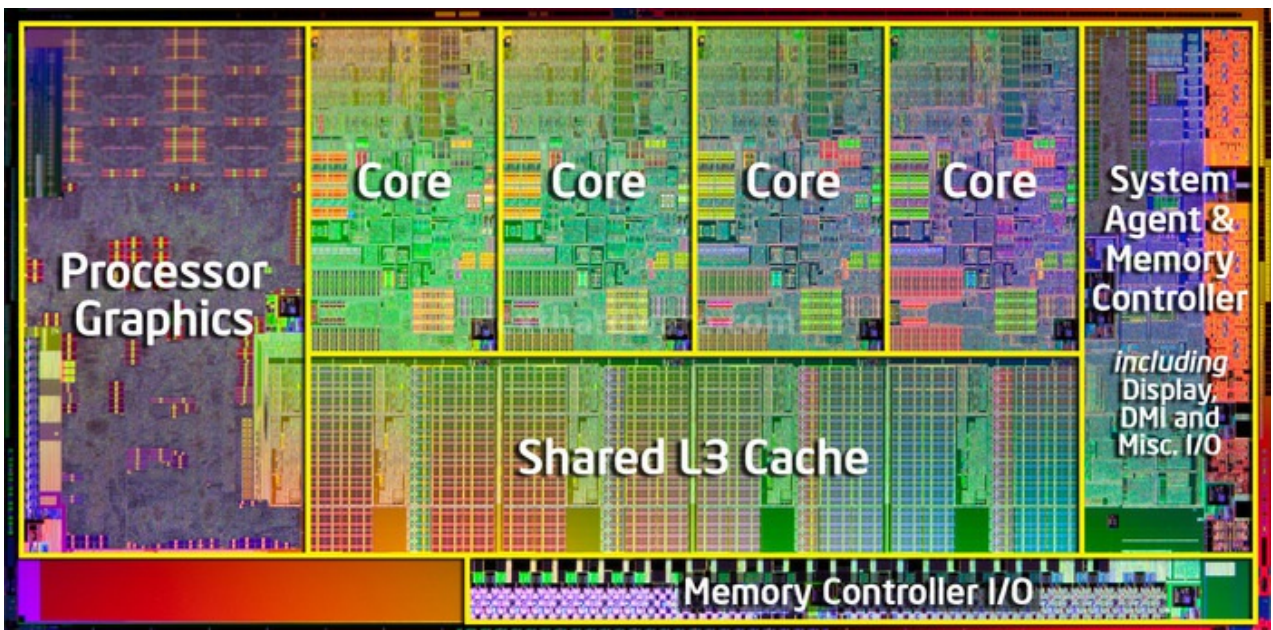 Processor
Graphics
Core
Core
Core
Core
System
Agent &
Memory
Controller
including
Display,
DMI and
Misc. I/O
Shared L3 Cache
Memory Controller I/O